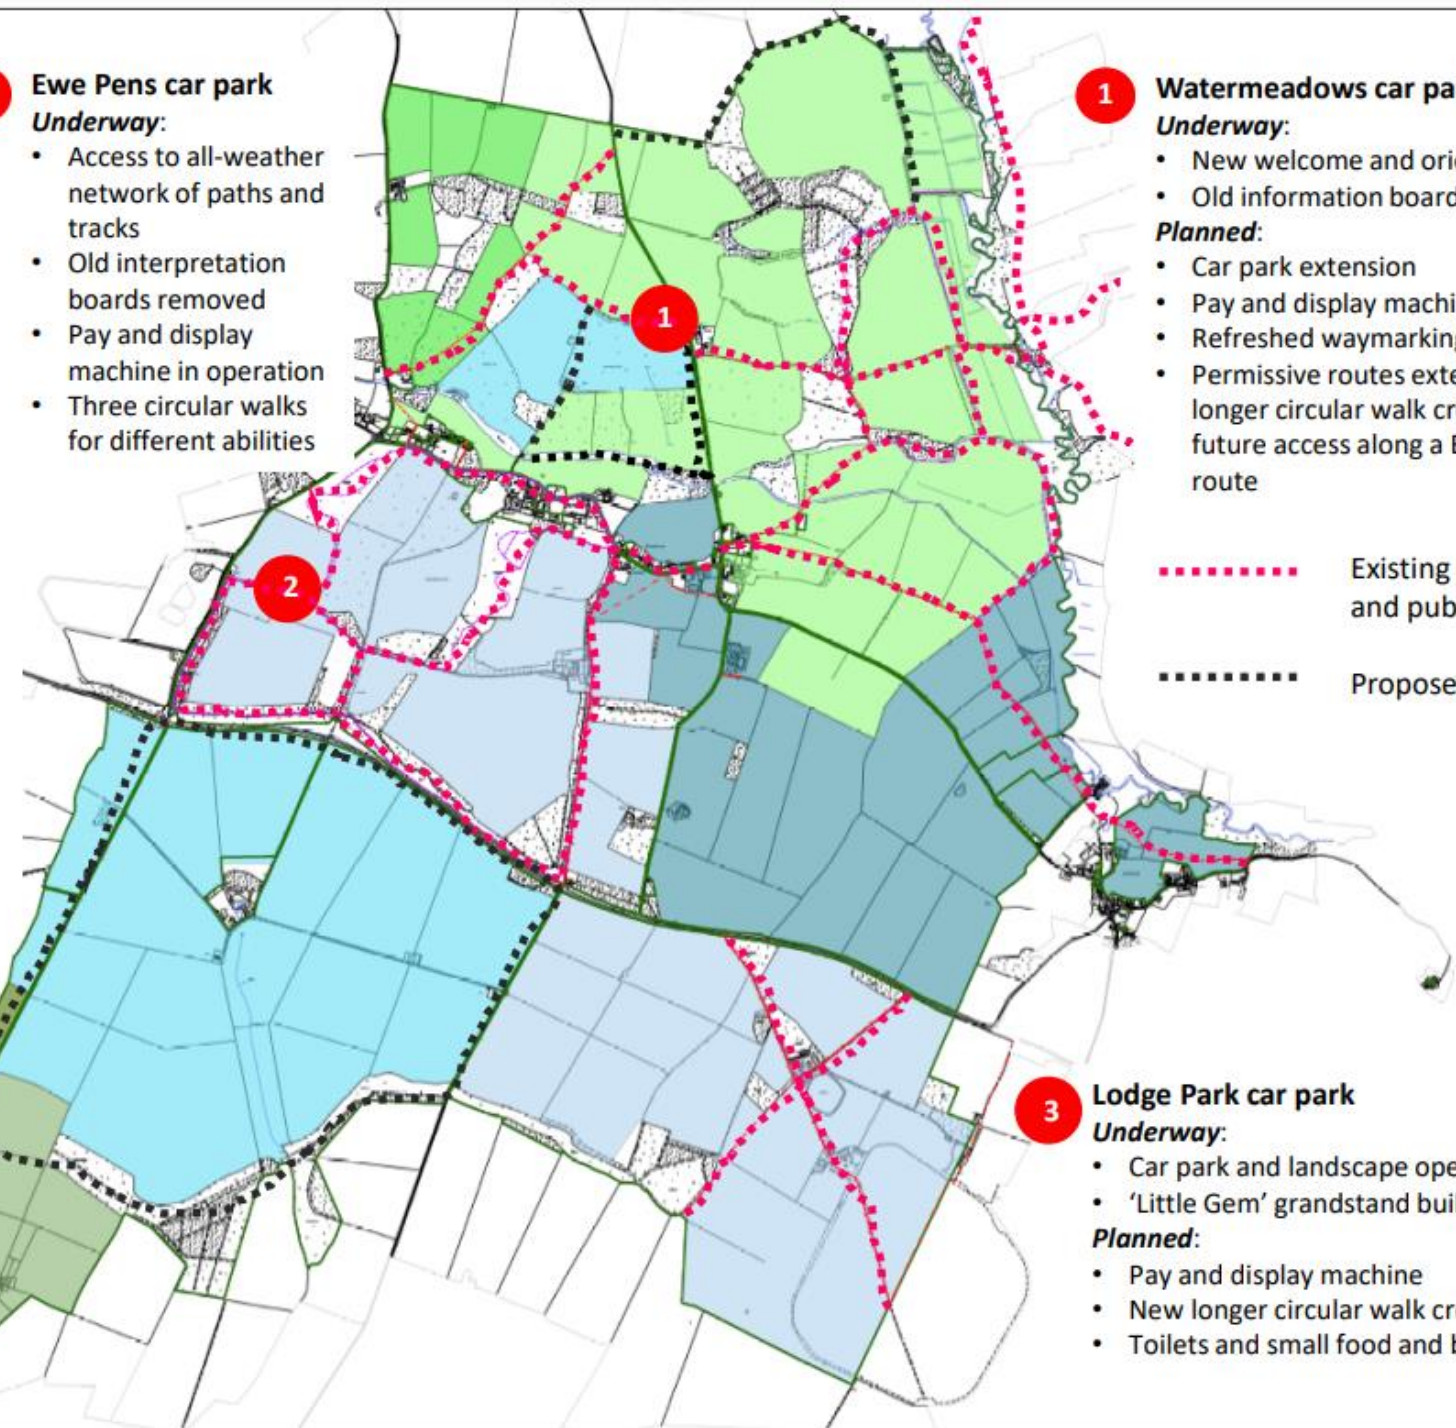 Ewe Pens car park
Underway:
• Access to all-weather
network of paths and
tracks
• Old interpretation
boards removed
• Pay and display
machine in operation
• Three circular walks
for different abilities
1
2
1
Watermeadows car pa
Underway:
• New welcome and ori
• Old information board
Planned:
• Car park extension
• Pay and display machi
• Refreshed waymarking
• Permissive routes exte
longer circular walk cr
future access along a
route
Existing
and pub
Propose
3
Lodge Park car park
Underway:
• Car park and landscape ope
• ‘Little Gem’ grandstand buil
Planned:
• Pay and display machine
• New longer circular walk cr
• Toilets and small food and b